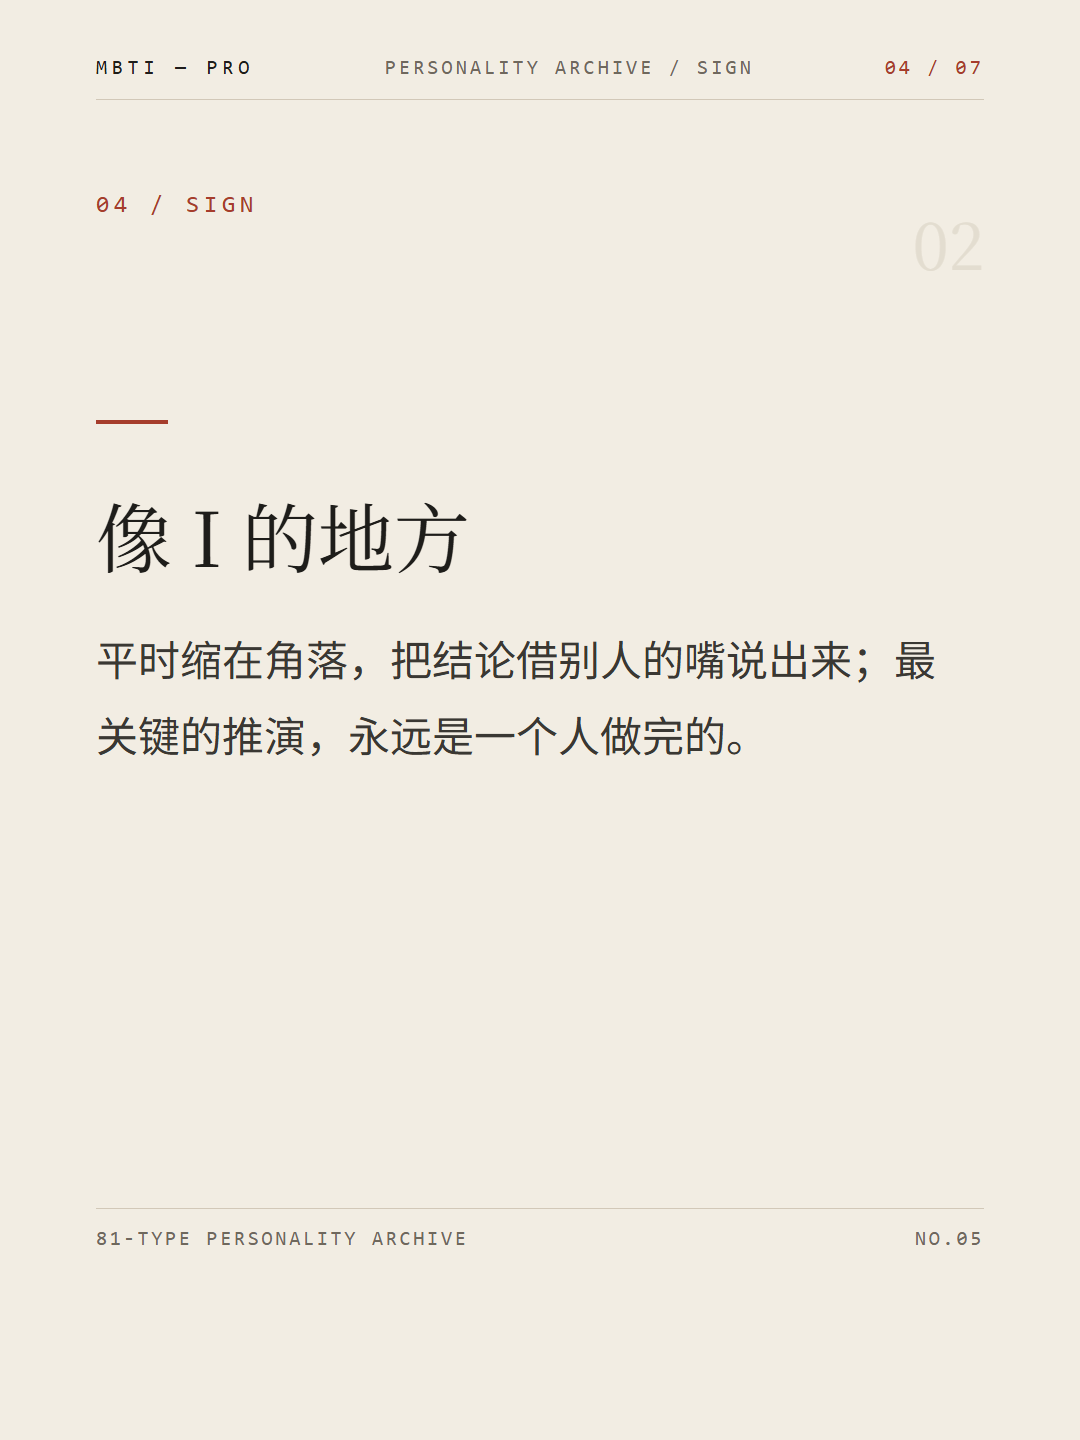 MBTI — PRO
PERSONALITY ARCHIVE / SIGN
04 / 07
04 / SIGN
02
像 I 的地方
平时缩在角落，把结论借别人的嘴说出来；最
关键的推演，永远是一个人做完的。
81-TYPE PERSONALITY ARCHIVE
NO.05